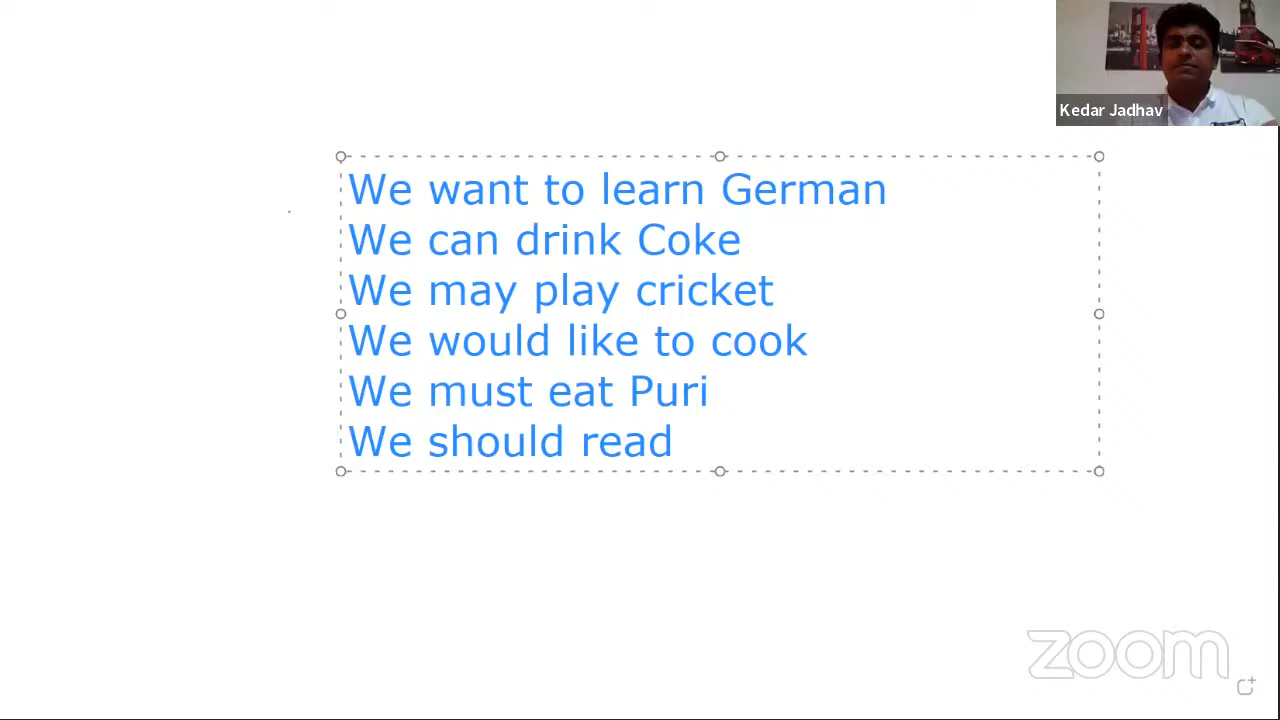 Kedar Jadhav
We want to learn German
We can drink Coke
We may play cricket
We would like to cook
We must eat Puri
We should read
zoom